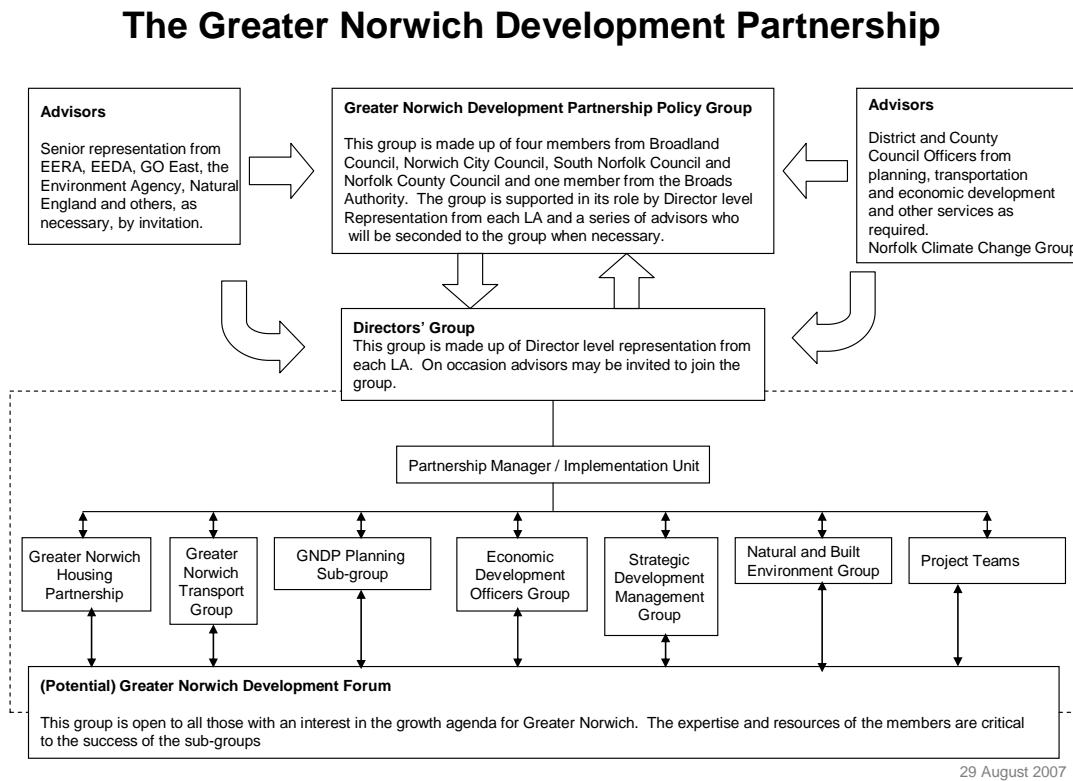 The Greater Norwich Development Partnership
Advisors
Senior representation from
EERA, EEDA, GO East, the
Environment Agency, Natural
England and others, as
necessary, by invitation.
Greater Norwich Development Partnership Policy Group
This group is made up of four members from Broadland
Council, Norwich City Council, South Norfolk Council and
Norfolk County Council and one member from the Broads
Authority. The group is supported in its role by Director level
Representation from each LA and a series of advisors who
will be seconded to the group when necessary.
Advisors
District and County
Council Officers from
planning, transportation
and economic development
and other services as
required.
Norfolk Climate Change Group
Directors' Group
This group is made up of Director level representation from
each LA. On occasion advisors may be invited to join the
group.
Partnership Manager / Implementation Unit
Greater Norwich
Housing
Partnership
Greater
Norwich
Transport
Group
GNDP Planning
Sub-group
Economic
Development
Officers Group
Strategic
Development
Management
Group
Natural and Built
Environment Group
Project Teams
(Potential) Greater Norwich Development Forum
This group is open to all those with an interest in the growth agenda for Greater Norwich. The expertise and resources of the members are critical
to the success of the sub-groups
29 August 2007